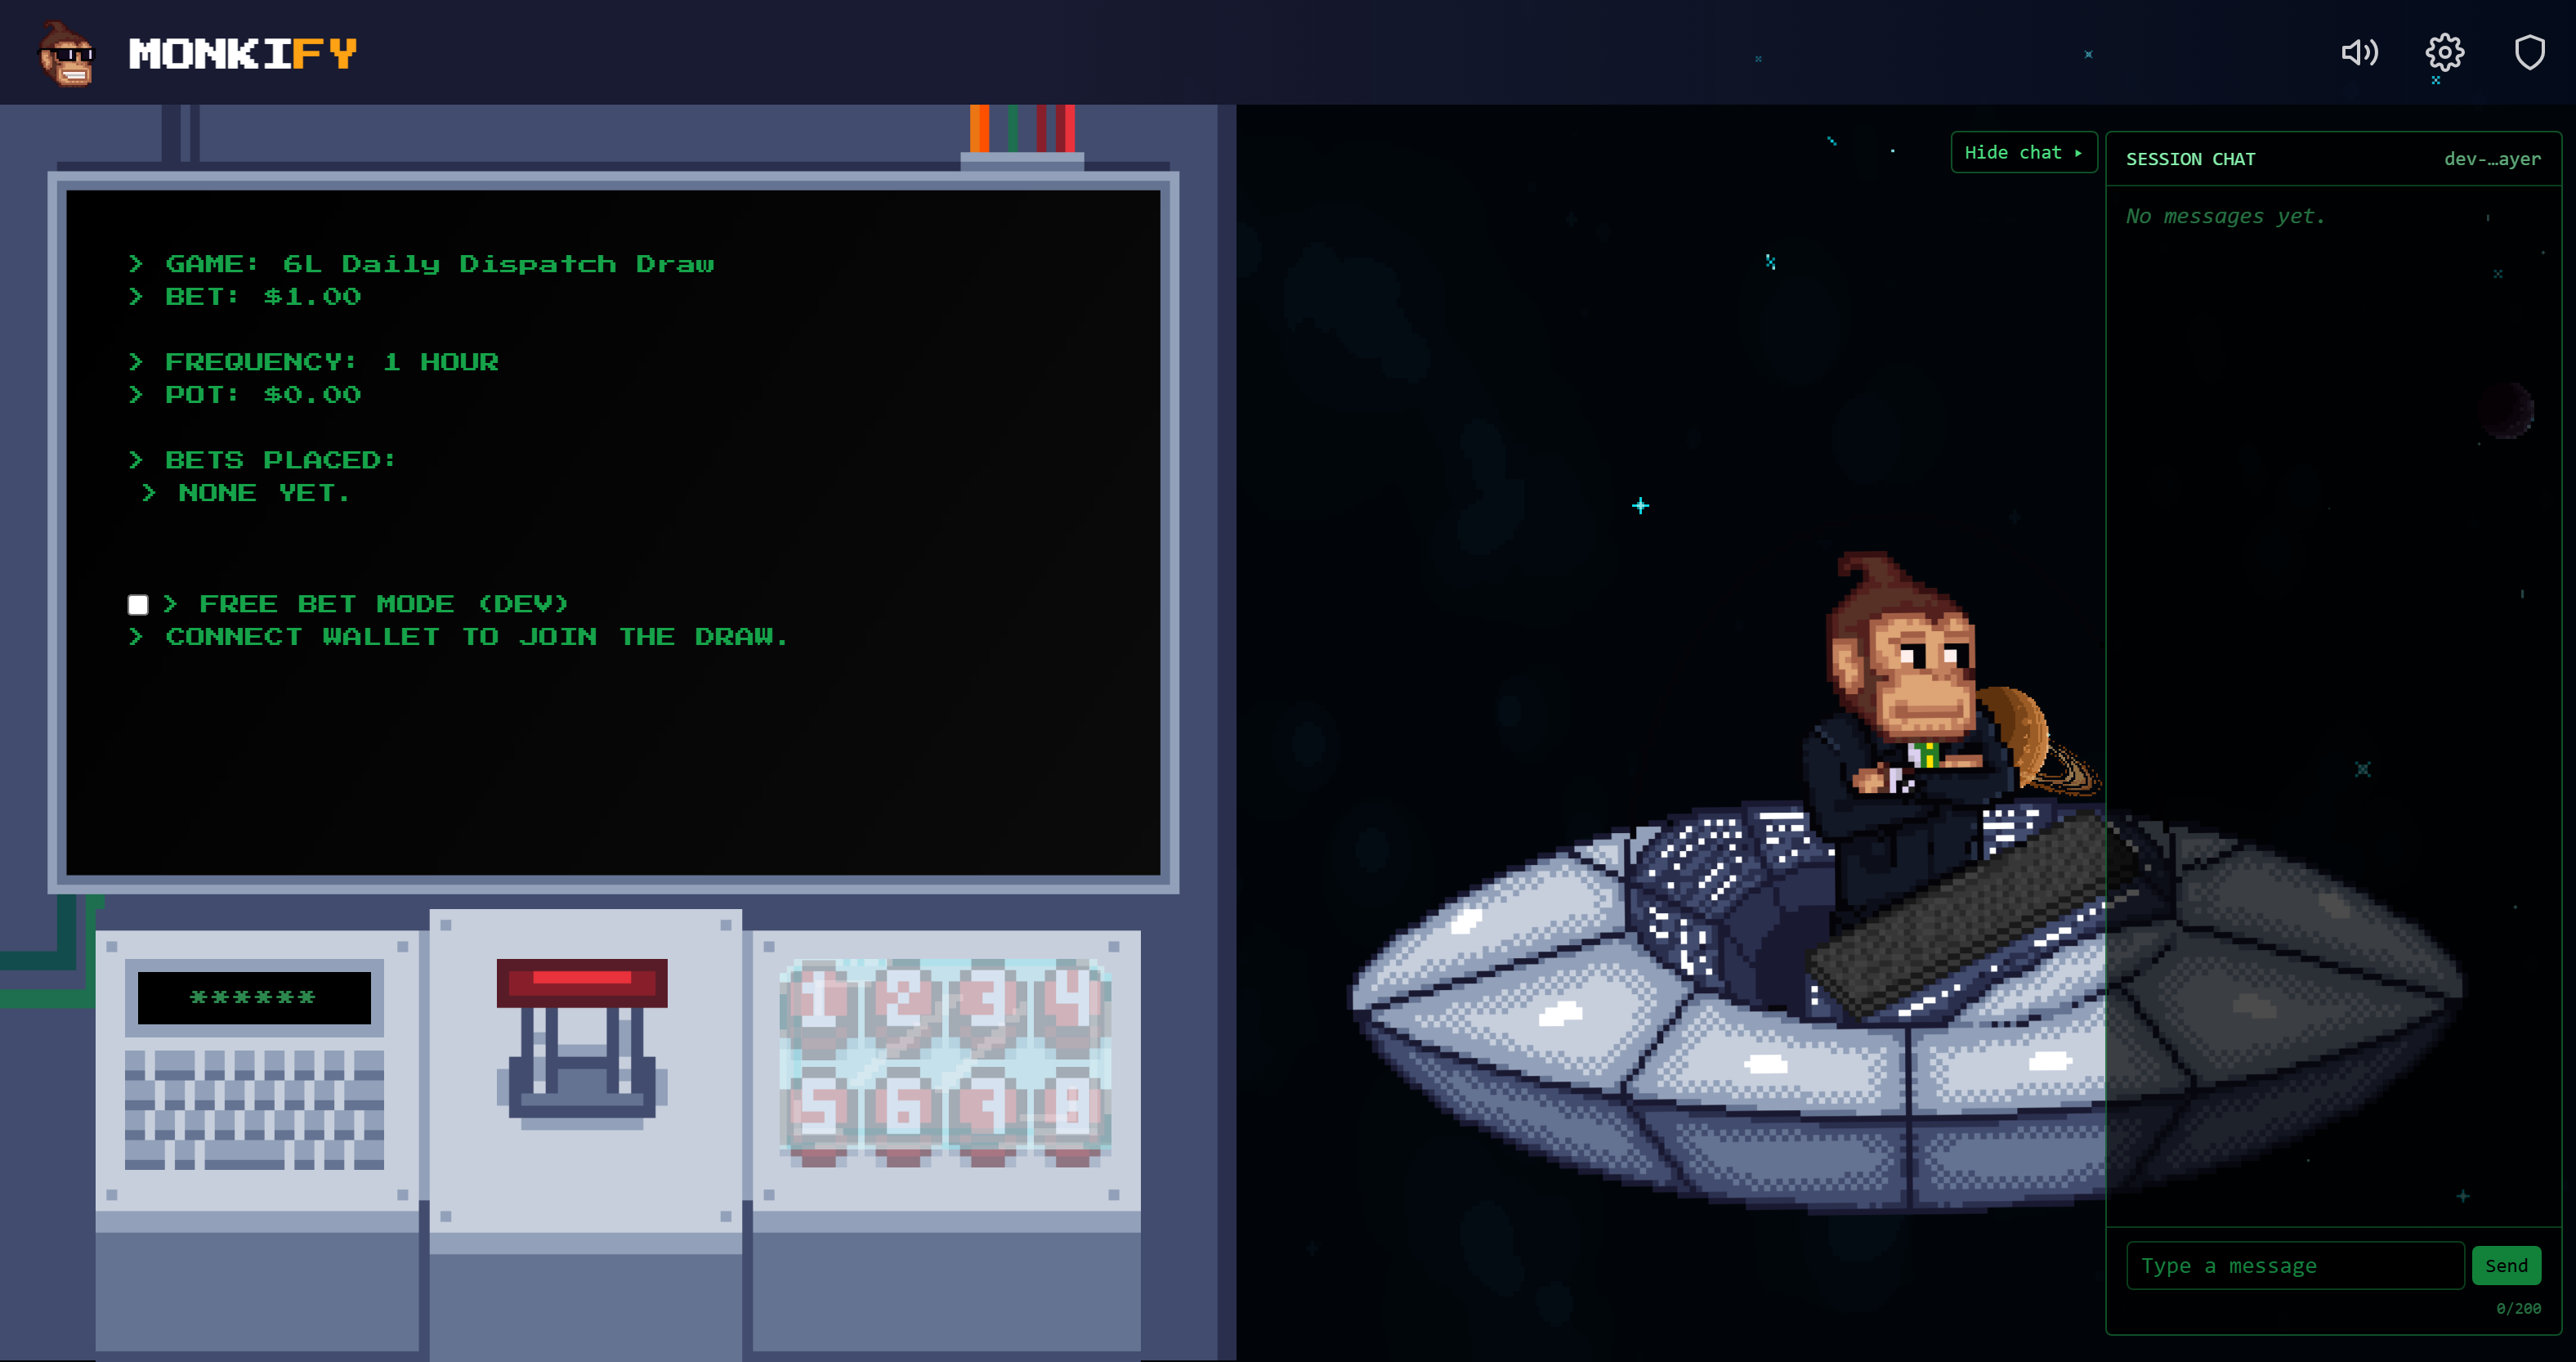 MONKIFY
> GAME: 6L Daily Dispatch Draw
> BET: $1.00
> FREQUENCY: 1 HOUR
> POT: $0.00
> BETS PLACED:
> NONE YET.
> FREE BET MODE (DEV)
> CONNECT WALLET TO JOIN THE DRAW.
******
1 2 3 4
5 6 7 8
Hide chat ▸
SESSION CHAT dev-…ayer
No messages yet.
Type a message Send
0/200